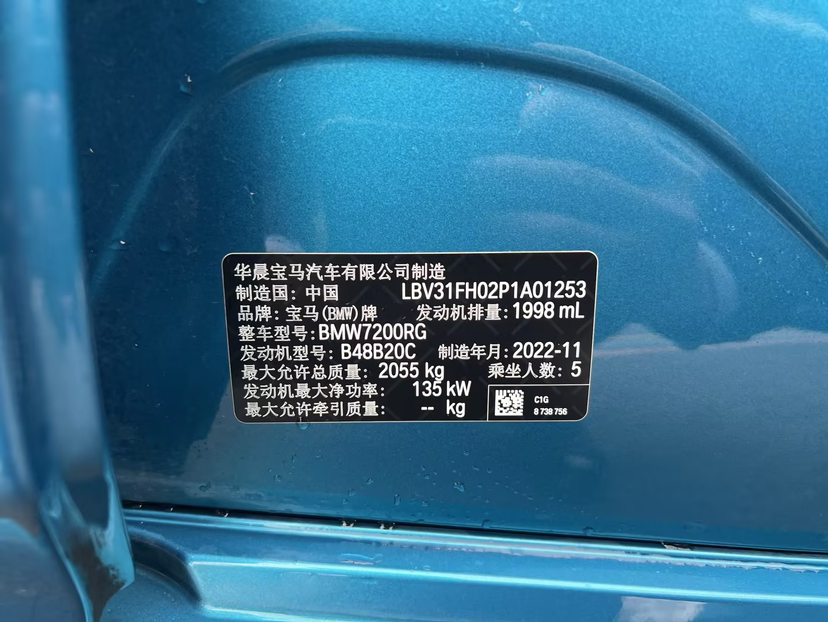 华晨宝马汽车有限公司制造
制造国：中国 LBV31FH02P1A01253
品牌：宝马(BMW)牌 发动机排量：1998 mL
整车型号：BMW7200RG
发动机型号：B48B20C 制造年月：2022-11
最大允许总质量：2055 kg 乘坐人数：5
发动机最大净功率：135 kW
最大允许牵引质量：-- kg
C1G
8 738 756